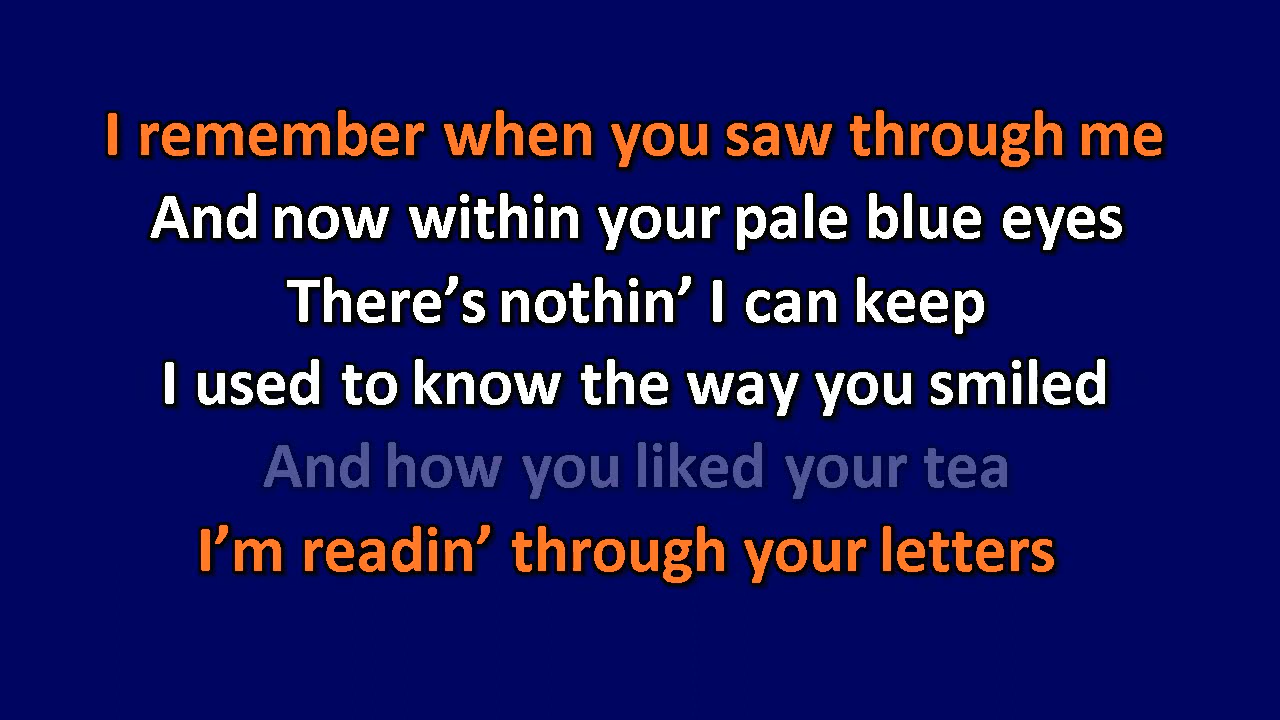 I remember when you saw through me
And now within your pale blue eyes
There’s nothin’ I can keep
I used to know the way you smiled
And how you liked your tea
I’m readin’ through your letters